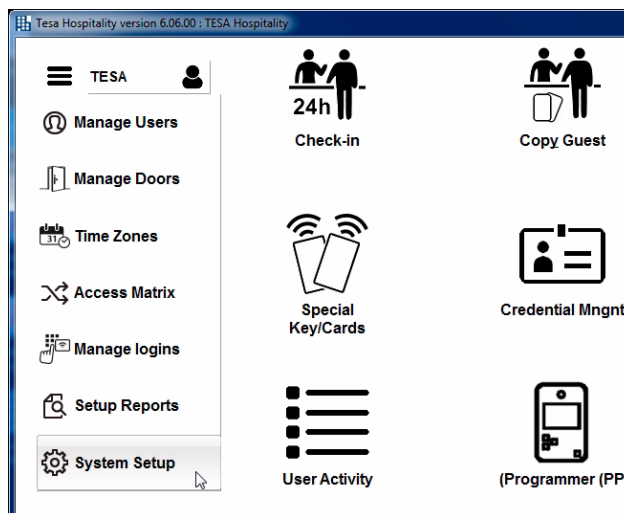 Tesa Hospitality version 6.06.00 : TESA Hospitality
TESA
Manage Users
Manage Doors
31
Time Zones
Access Matrix
Manage logins
Setup Reports
System Setup
24h
Check-in
Copy Guest
Special
Key/Cards
Credential Mngnt
User Activity
(Programmer (PP